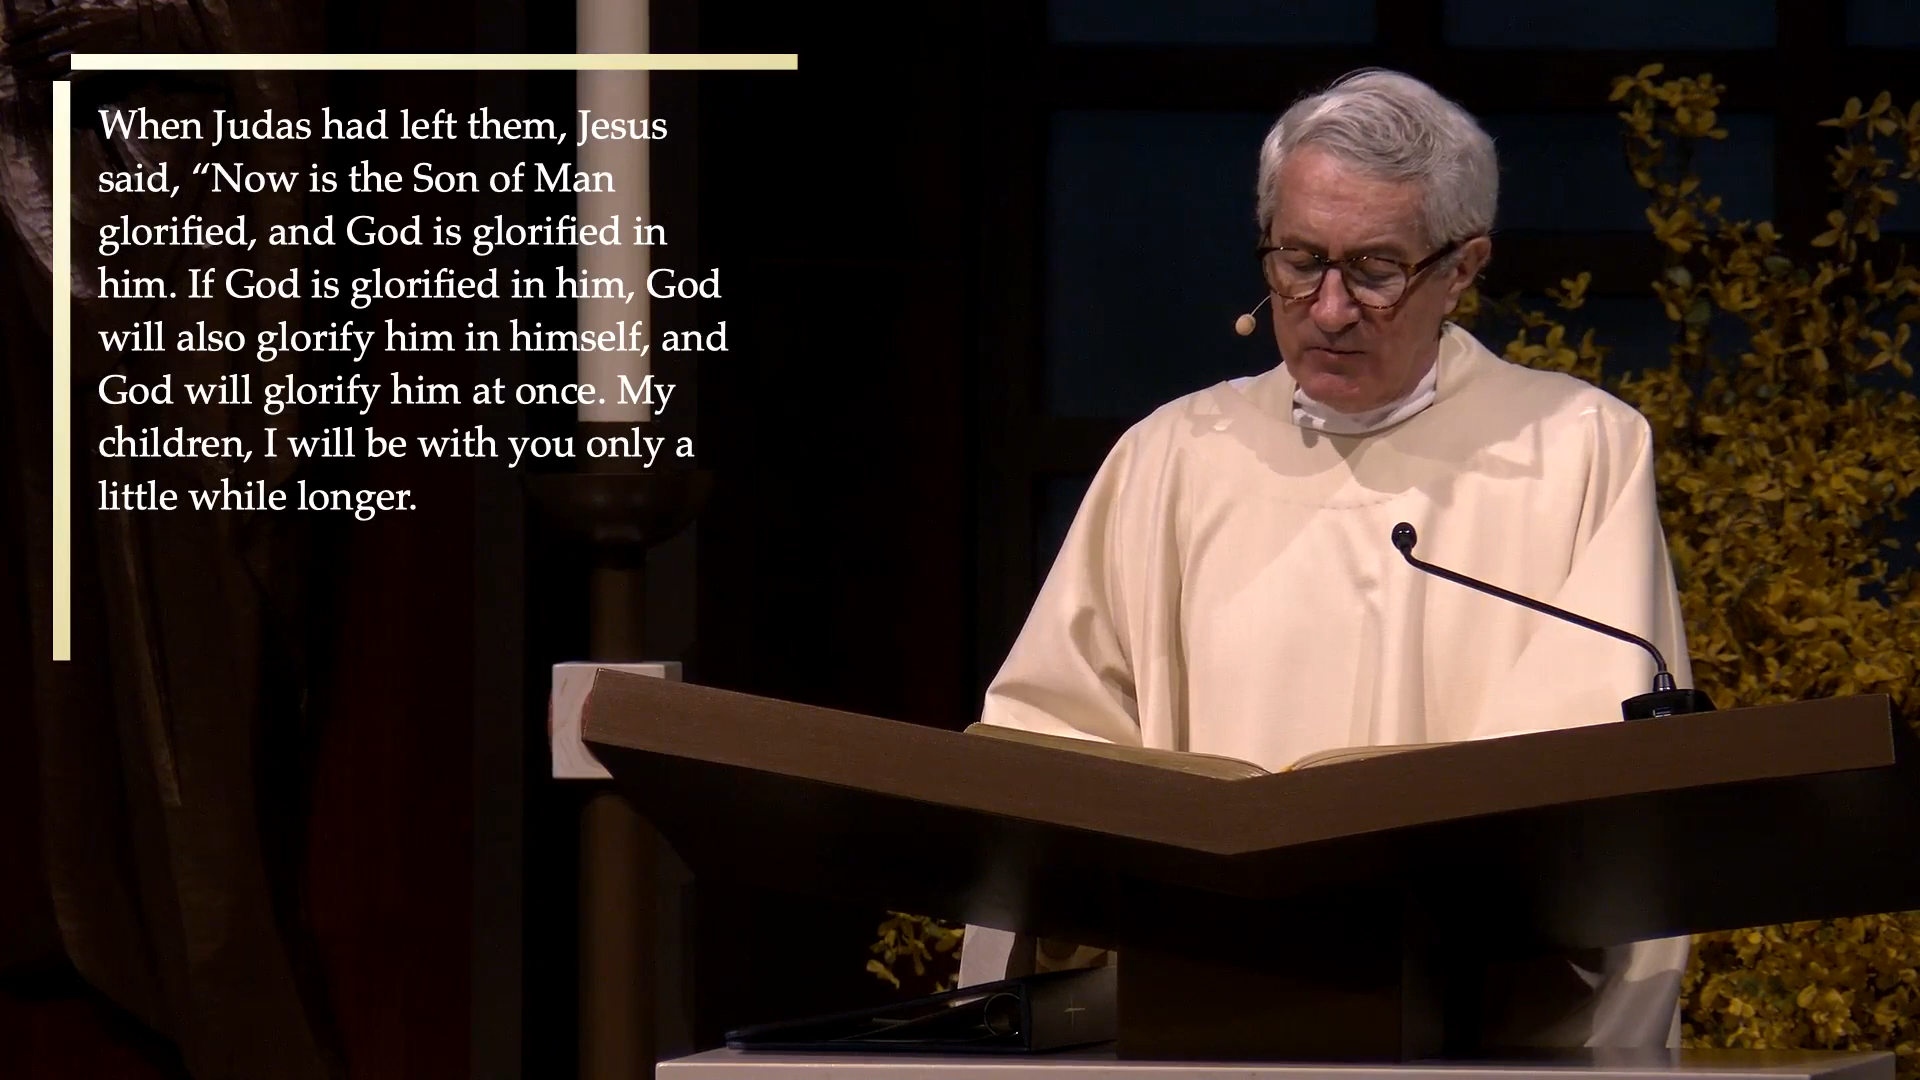 When Judas had left them, Jesus
said, “Now is the Son of Man
glorified, and God is glorified in
him. If God is glorified in him, God
will also glorify him in himself, and
God will glorify him at once. My
children, I will be with you only a
little while longer.